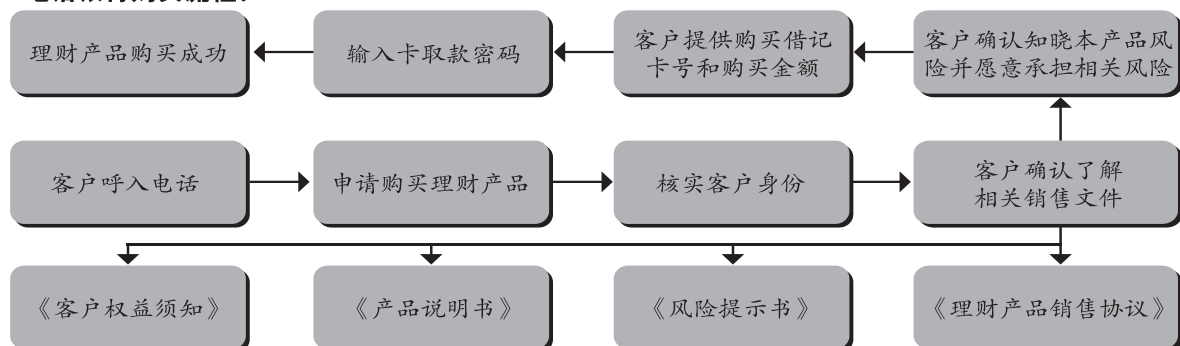 理财产品购买成功
输入卡取款密码
客户提供购买借记
卡号和购买金额
客户确认知晓本产品风
险并愿意承担相关风险
客户呼入电话
申请购买理财产品
核实客户身份
客户确认了解
相关销售文件
《客户权益须知》
《产品说明书》
《风险提示书》
《理财产品销售协议》